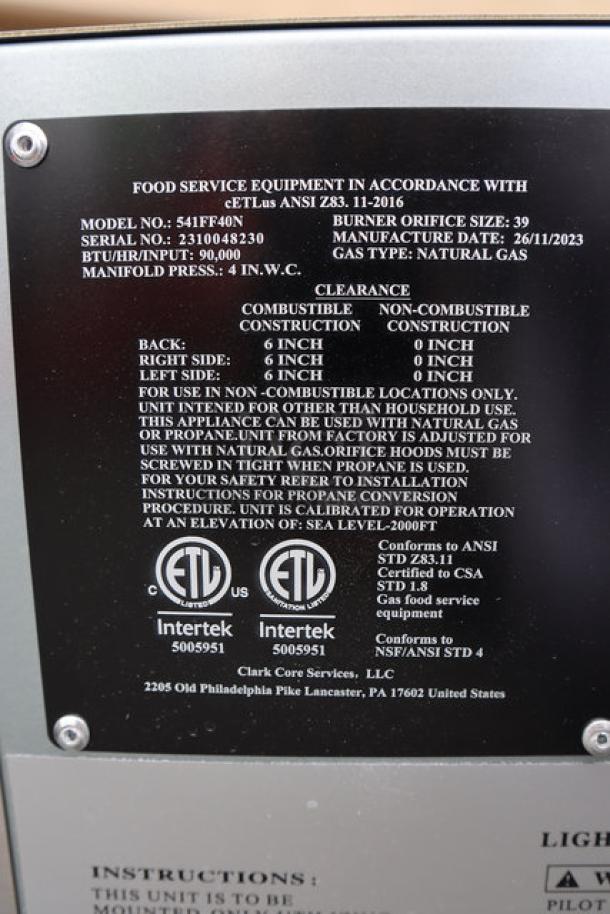 FOOD SERVICE EQUIPMENT IN ACCORDANCE WITH
cETLus ANSI Z83. 11-2016
MODEL NO.: 541FF40N
SERIAL NO.: 2310048230
BTU/HR/INPUT: 90,000
MANIFOLD PRESS.: 4 IN.W.C.
BURNER ORIFICE SIZE: 39
MANUFACTURE DATE: 26/11/2023
GAS TYPE: NATURAL GAS
CLEARANCE
COMBUSTIBLE NON-COMBUSTIBLE
CONSTRUCTION CONSTRUCTION
BACK: 6 INCH 0 INCH
RIGHT SIDE: 6 INCH 0 INCH
LEFT SIDE: 6 INCH 0 INCH
FOR USE IN NON -COMBUSTIBLE LOCATIONS ONLY.
UNIT INTENED FOR OTHER THAN HOUSEHOLD USE.
THIS APPLIANCE CAN BE USED WITH NATURAL GAS
OR PROPANE.UNIT FROM FACTORY IS ADJUSTED FOR
USE WITH NATURAL GAS.ORIFICE HOODS MUST BE
SCREWED IN TIGHT WHEN PROPANE IS USED.
FOR YOUR SAFETY REFER TO INSTALLATION
INSTRUCTIONS FOR PROPANE CONVERSION
PROCEDURE. UNIT IS CALIBRATED FOR OPERATION
AT AN ELEVATION OF: SEA LEVEL-2000FT
C ETL US
LISTED
Intertek
5005951
ETL
SANITATION LISTED
Intertek
5005951
Conforms to ANSI
STD Z83.11
Certified to CSA
STD 1.8
Gas food service
equipment
Conforms to
NSF/ANSI STD 4
Clark Core Services, LLC
2205 Old Philadelphia Pike Lancaster, PA 17602 United States
INSTRUCTIONS:
THIS UNIT IS TO BE
MOUNTED ONLY
LIGH
W
PILOT